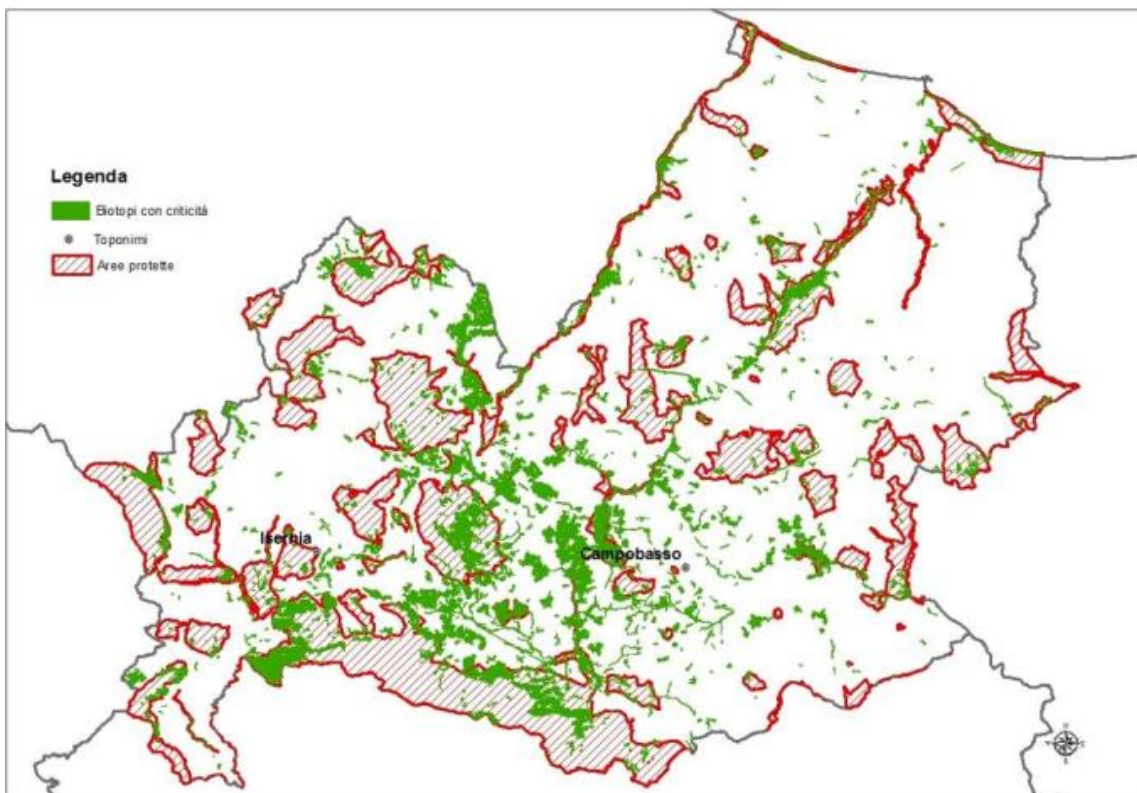 Legenda
Biotopi con criticità
Toponimi
Aree protette
Isernia
Campobasso